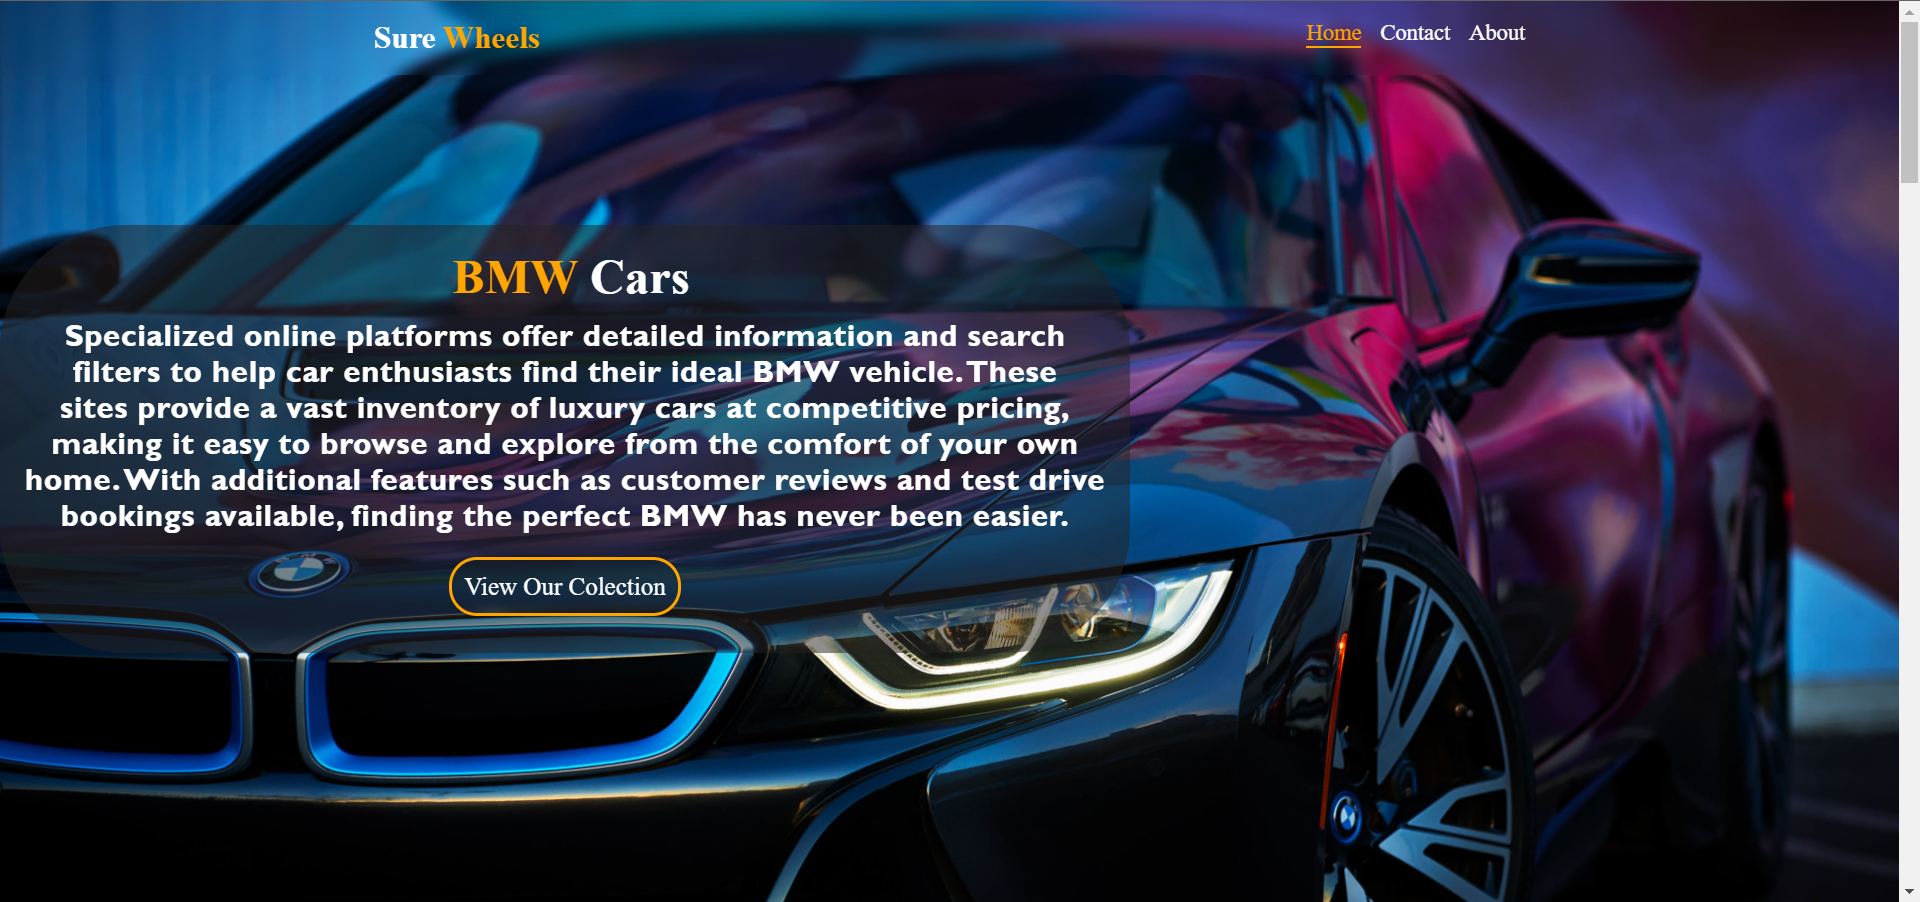 Sure Wheels
Home Contact About
BMW Cars
Specialized online platforms offer detailed information and search
filters to help car enthusiasts find their ideal BMW vehicle. These
sites provide a vast inventory of luxury cars at competitive pricing,
making it easy to browse and explore from the comfort of your own
home. With additional features such as customer reviews and test drive
bookings available, finding the perfect BMW has never been easier.
View Our Colection